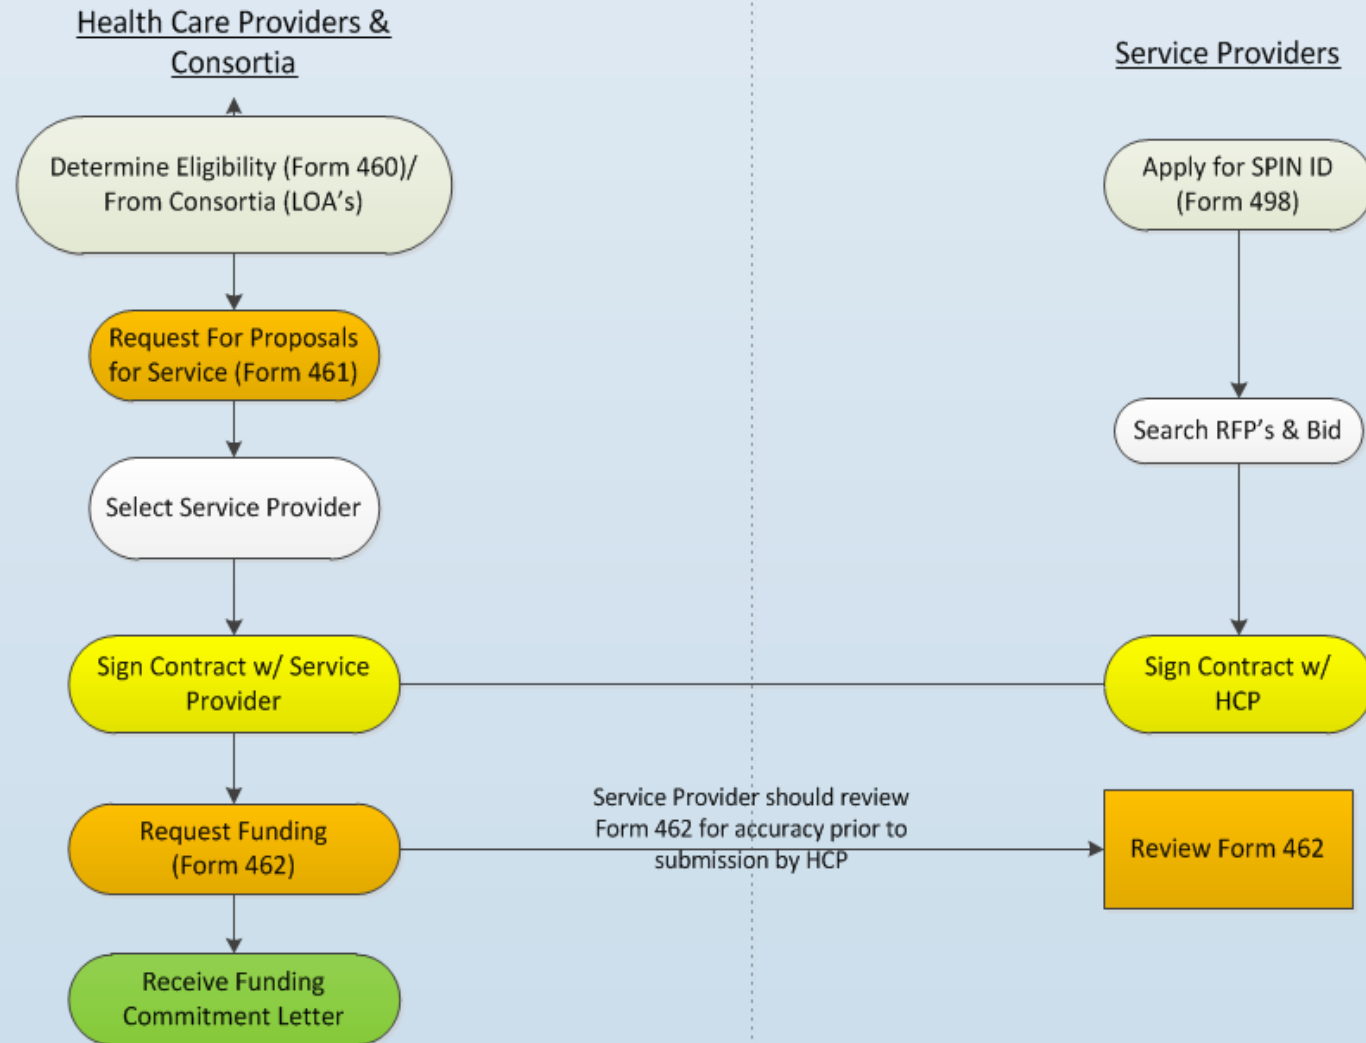 Health Care Providers &
Consortia
Determine Eligibility (Form 460)/
From Consortia (LOA's)
Request For Proposals
for Service (Form 461)
Select Service Provider
Sign Contract w/ Service
Provider
Request Funding
(Form 462)
Receive Funding
Commitment Letter
Service Provider should review
Form 462 for accuracy prior to
submission by HCP
Service Providers
Apply for SPIN ID
(Form 498)
Search RFP's & Bid
Sign Contract w/
HCP
Review Form 462